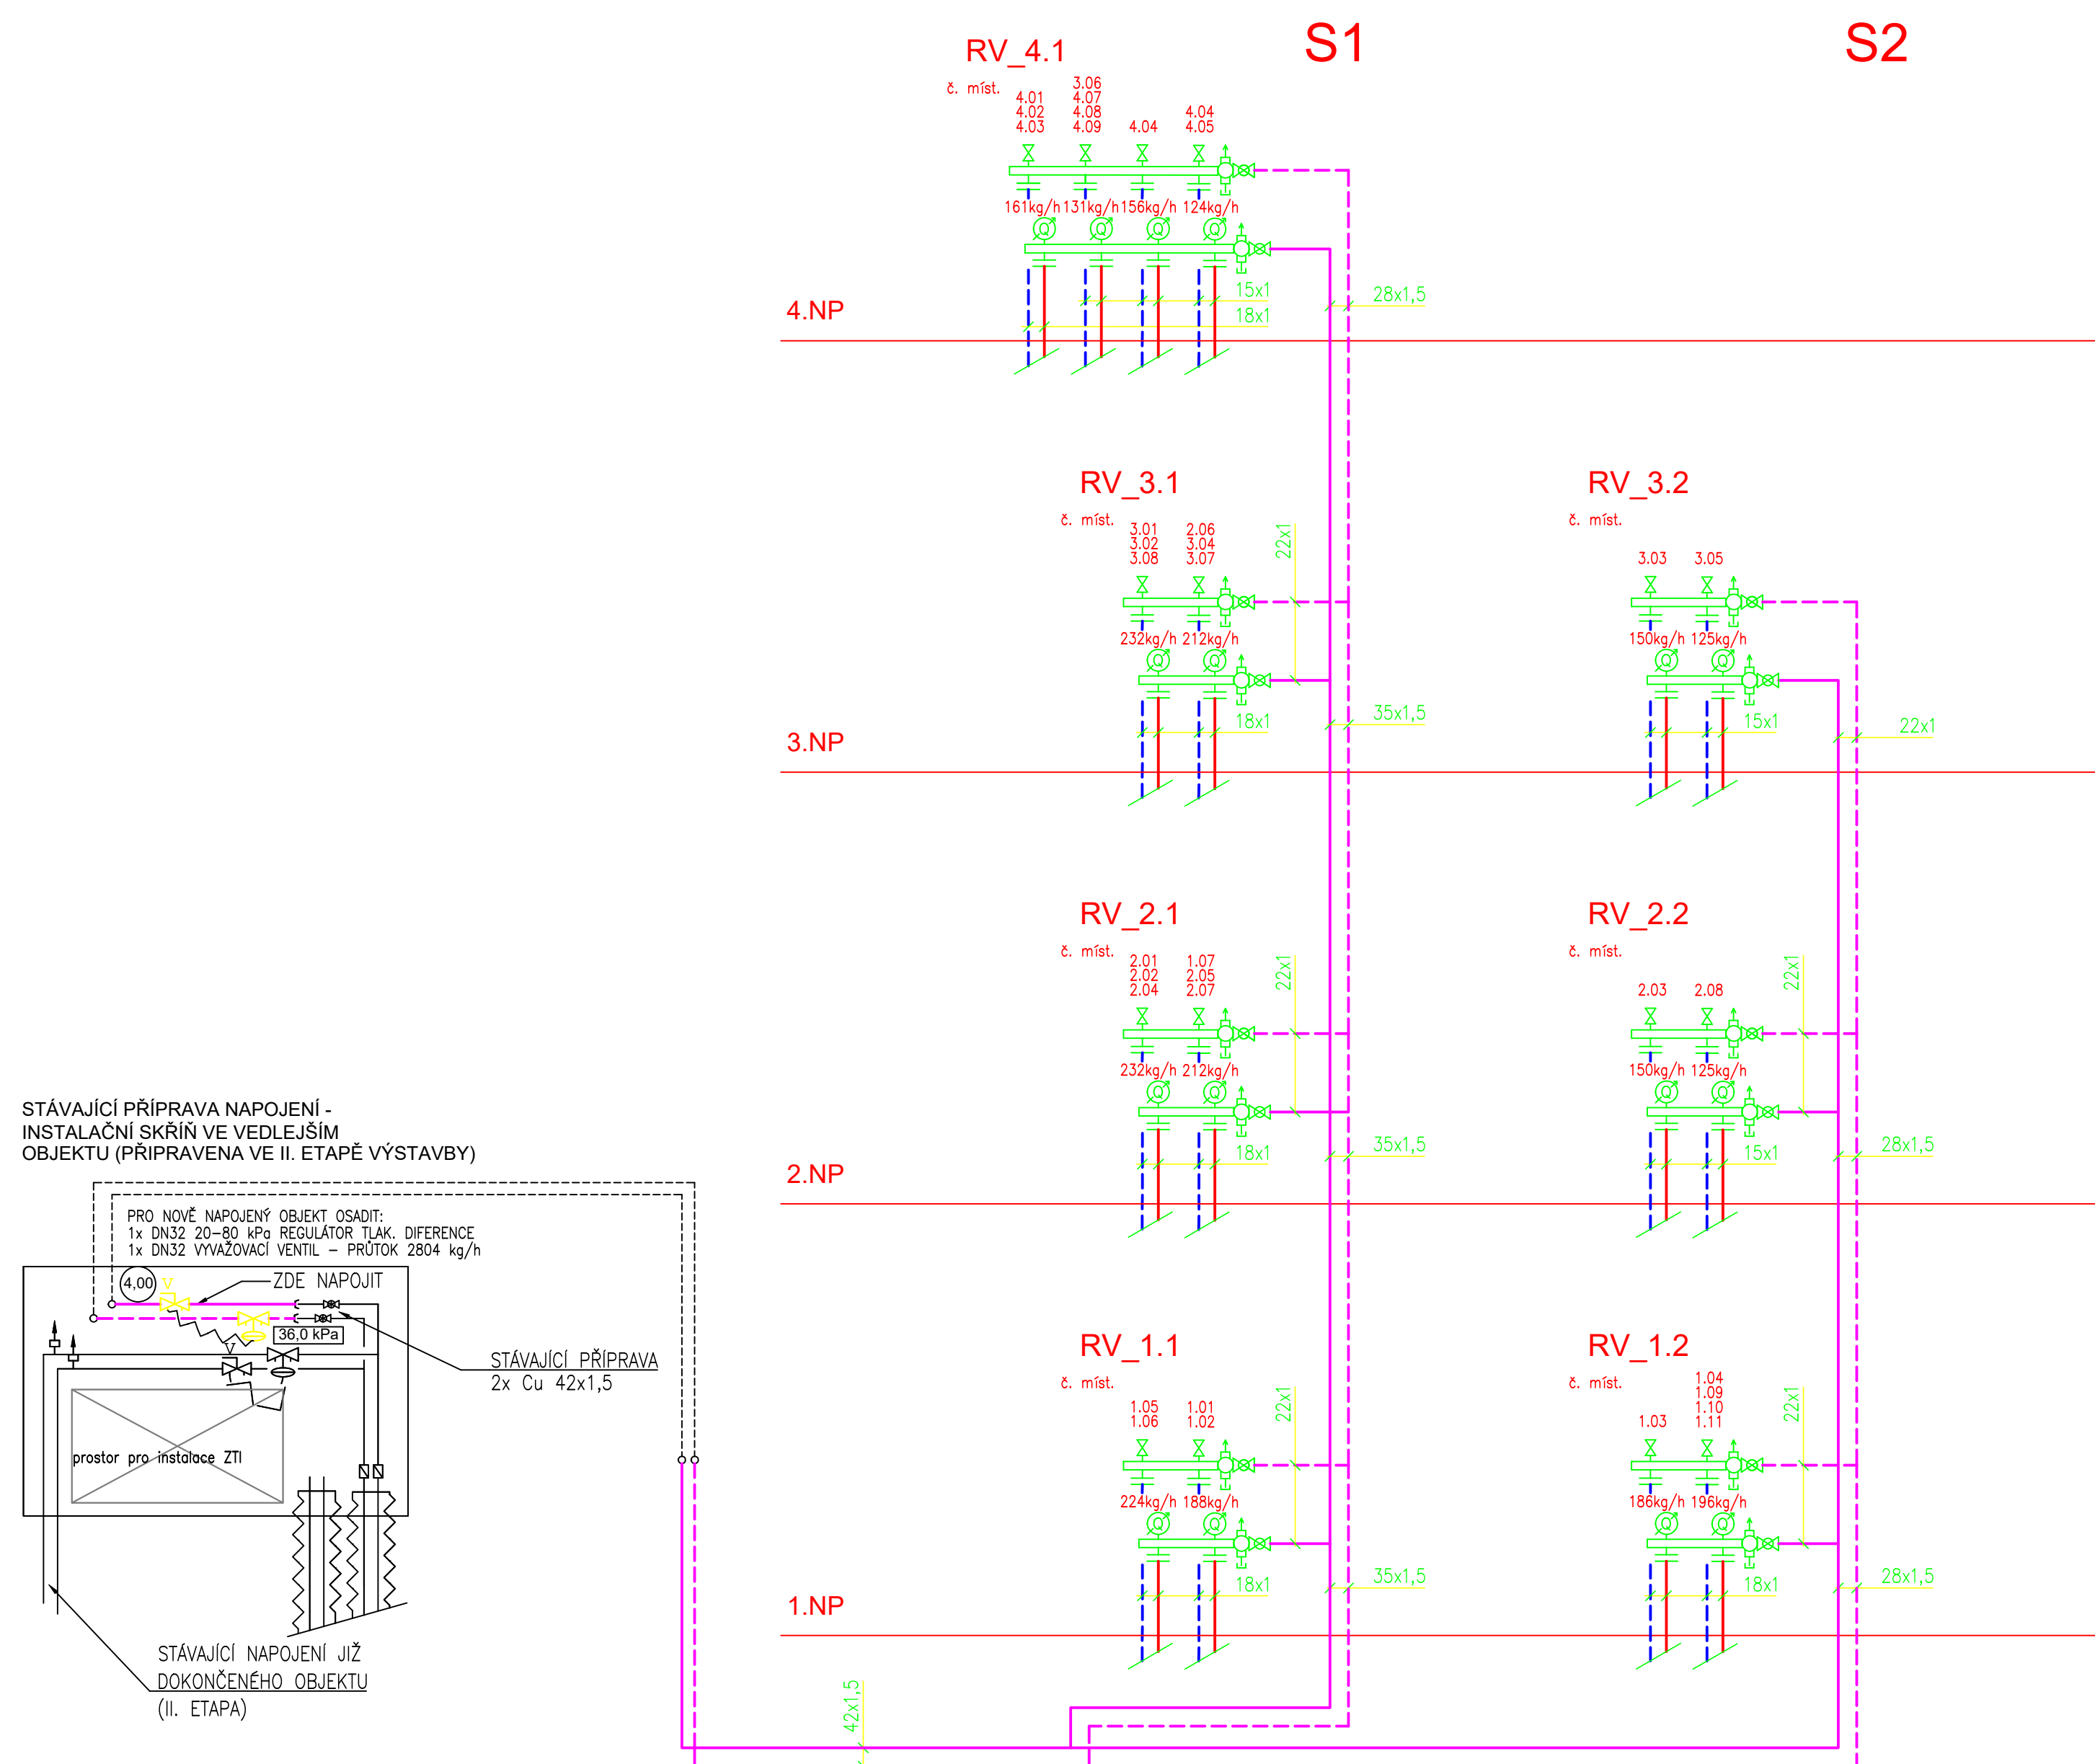 S1
S2
RV_4.1
č. míst.
4.01
4.02
4.03
3.06
4.07
4.08
4.09
4.04
4.04
4.05
161kg/h 131kg/h 156kg/h 124kg/h
Q Q Q Q
15x1
18x1
28x1,5
4.NP
RV_3.1
č. míst.
3.01
3.02
3.08
2.06
3.04
3.07
22x1
232kg/h 212kg/h
Q Q
18x1
35x1,5
RV_3.2
č. míst.
3.03 3.05
150kg/h 125kg/h
Q Q
15x1
22x1
3.NP
RV_2.1
č. míst.
2.01
2.02
2.04
1.07
2.05
2.07
22x1
232kg/h 212kg/h
Q Q
18x1
35x1,5
RV_2.2
č. míst.
2.03 2.08
22x1
150kg/h 125kg/h
Q Q
15x1
28x1,5
2.NP
RV_1.1
č. míst.
1.05
1.06
1.01
1.02
22x1
224kg/h 188kg/h
Q Q
18x1
35x1,5
RV_1.2
č. míst.
1.03
1.04
1.09
1.10
1.11
22x1
186kg/h 196kg/h
Q Q
18x1
28x1,5
1.NP
42x1,5
STÁVAJÍCÍ PŘÍPRAVA NAPOJENÍ -
INSTALAČNÍ SKŘÍŇ VE VEDLEJŠÍM
OBJEKTU (PŘIPRAVENA VE II. ETAPĚ VÝSTAVBY)
PRO NOVĚ NAPOJENÝ OBJEKT OSADIT:
1x DN32 20-80 kPa REGULÁTOR TLAK. DIFERENCE
1x DN32 VYVAŽOVACÍ VENTIL - PRŮTOK 2804 kg/h
4,00
V
ZDE NAPOJIT
36,0 kPa
V
STÁVAJÍCÍ PŘÍPRAVA
2x Cu 42x1,5
prostor pro instalace ZTI
STÁVAJÍCÍ NAPOJENÍ JIŽ
DOKONČENÉHO OBJEKTU
(II. ETAPA)